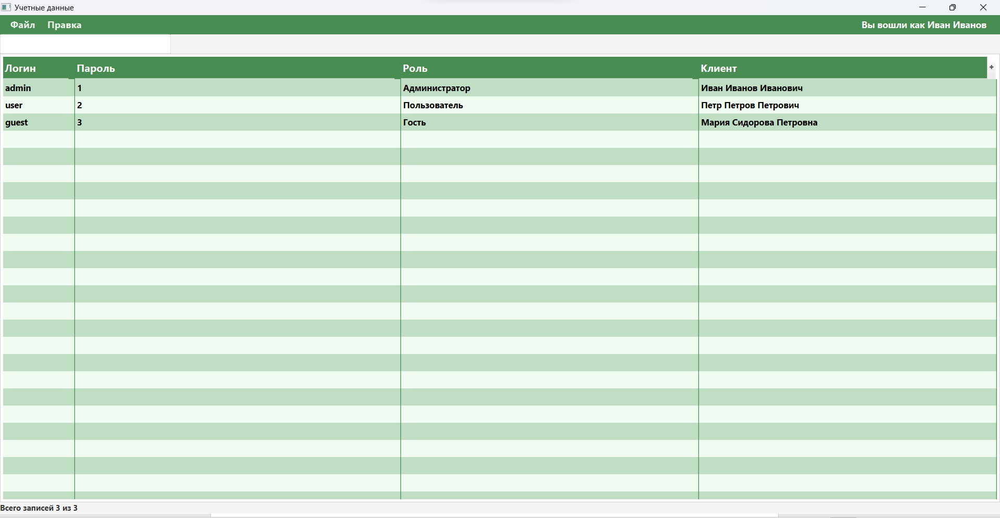 Учетные данные
Файл Правка Вы вошли как Иван Иванов
Логин Пароль Роль Клиент +
admin 1 Администратор Иван Иванов Иванович
user 2 Пользователь Петр Петров Петрович
guest 3 Гость Мария Сидорова Петровна
Всего записей 3 из 3